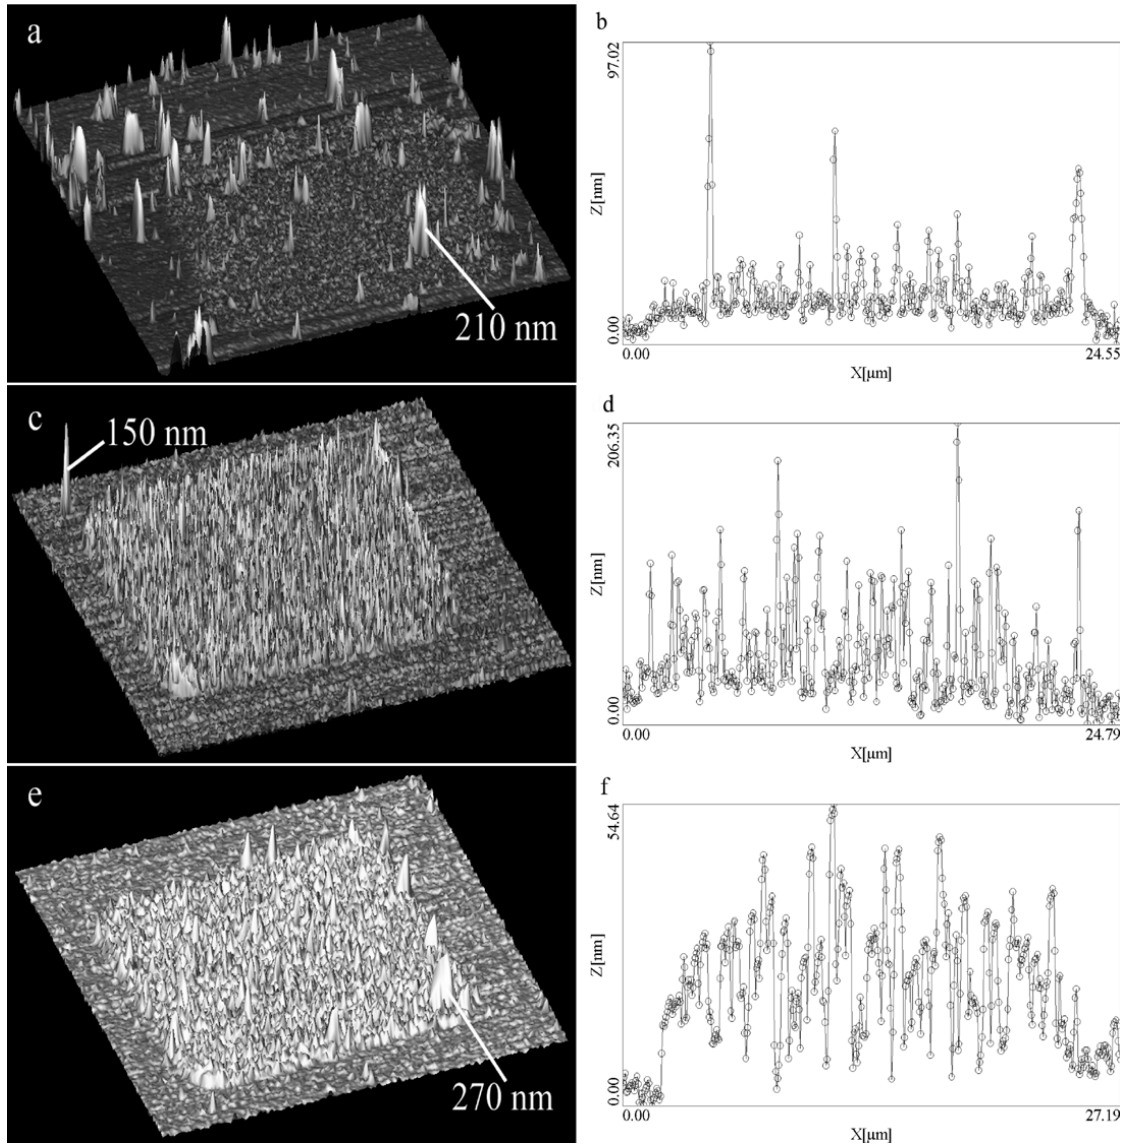 a
210 nm
b
97.02
Z[nm]
0.00
0.00
24.55
X[µm]
c
150 nm
d
206.35
Z[nm]
0.00
0.00
24.79
X[µm]
e
270 nm
f
54.64
Z[nm]
0.00
0.00
27.19
X[µm]